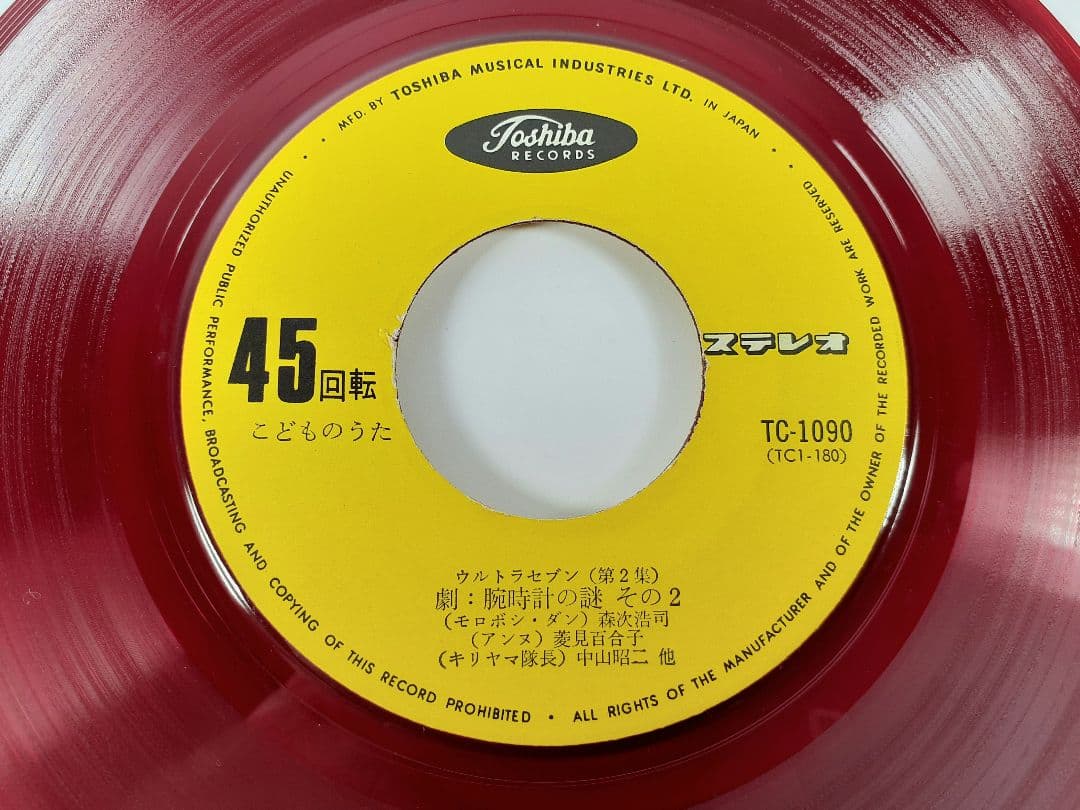 • MFD. BY TOSHIBA MUSICAL INDUSTRIES LTD. IN JAPAN •
Toshiba
RECORDS
45回転
こどものうた
ステレオ
TC-1090
(TC1-180)
ウルトラセブン(第2集)
劇:腕時計の謎 その2
(モロボシ・ダン)森次浩司
(アンヌ)菱見百合子
(キリヤマ隊長)中山昭二 他
• UNAUTHORIZED PUBLIC PERFORMANCE, BROADCASTING AND COPYING OF THIS RECORD PROHIBITED • ALL RIGHTS OF THE MANUFACTURER AND OF THE OWNER OF THE RECORDED WORK ARE RESERVED •